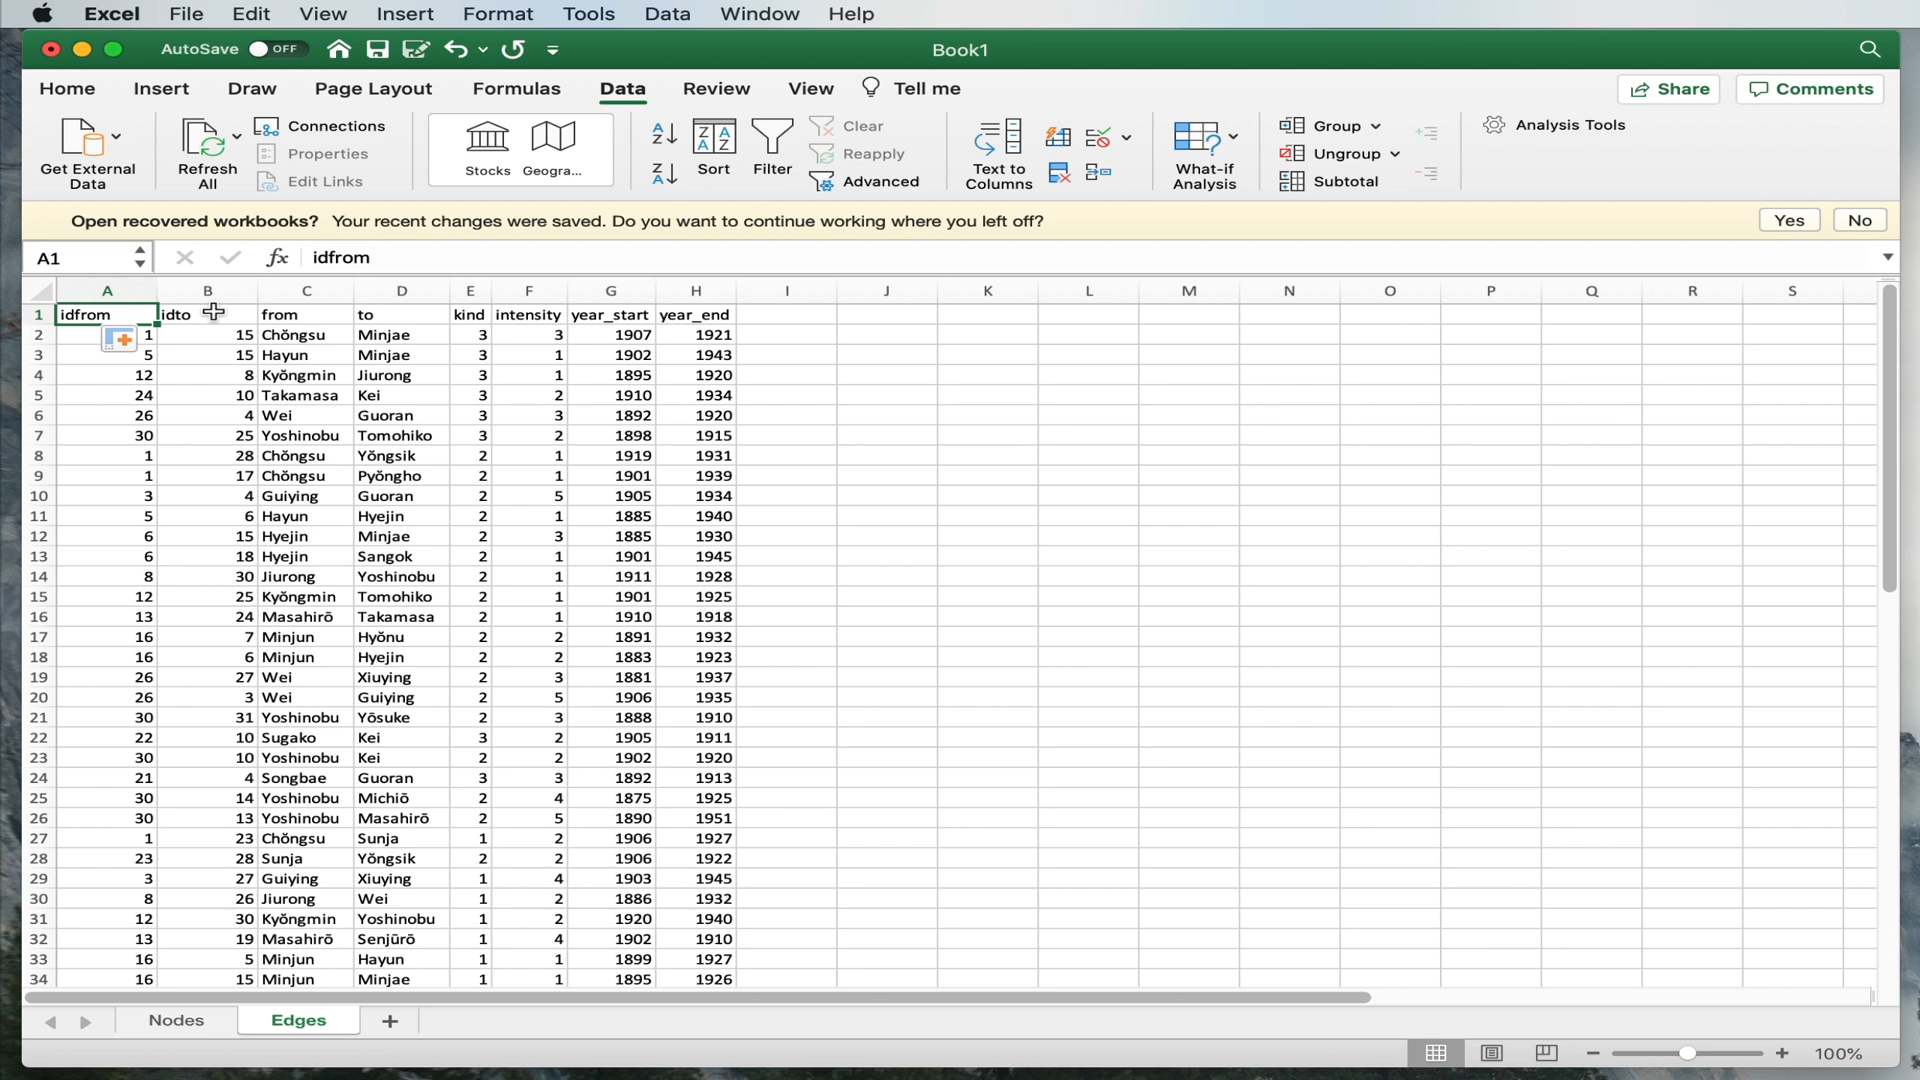 Excel File Edit View Insert Format Tools Data Window Help
AutoSave OFF Book1
Home Insert Draw Page Layout Formulas Data Review View Tell me Share Comments
Get External Data
Refresh All
Connections
Properties
Edit Links
Stocks Geogra...
Sort
Filter
Clear
Reapply
Advanced
Text to Columns
What-if Analysis
Group
Ungroup
Subtotal
Analysis Tools
Open recovered workbooks? Your recent changes were saved. Do you want to continue working where you left off? Yes No
A1 fx idfrom
A B C D E F G H I J K L M N O P Q R S
1 idfrom idto from to kind intensity year_start year_end
2 1 15 Chŏngsu Minjae 3 3 1907 1921
3 5 15 Hayun Minjae 3 1 1902 1943
4 12 8 Kyŏngmin Jiurong 3 1 1895 1920
5 24 10 Takamasa Kei 3 2 1910 1934
6 26 4 Wei Guoran 3 3 1892 1920
7 30 25 Yoshinobu Tomohiko 3 2 1898 1915
8 1 28 Chŏngsu Yŏngsik 2 1 1919 1931
9 1 17 Chŏngsu Pyŏngho 2 1 1901 1939
10 3 4 Guiying Guoran 2 5 1905 1934
11 5 6 Hayun Hyejin 2 1 1885 1940
12 6 15 Hyejin Minjae 2 3 1885 1930
13 6 18 Hyejin Sangok 2 1 1901 1945
14 8 30 Jiurong Yoshinobu 2 1 1911 1928
15 12 25 Kyŏngmin Tomohiko 2 1 1901 1925
16 13 24 Masahirō Takamasa 2 1 1910 1918
17 16 7 Minjun Hyŏnu 2 2 1891 1932
18 16 6 Minjun Hyejin 2 2 1883 1923
19 26 27 Wei Xiuying 2 3 1881 1937
20 26 3 Wei Guiying 2 5 1906 1935
21 30 31 Yoshinobu Yōsuke 2 3 1888 1910
22 22 10 Sugako Kei 3 2 1905 1911
23 30 10 Yoshinobu Kei 2 2 1902 1920
24 21 4 Songbae Guoran 3 3 1892 1913
25 30 14 Yoshinobu Michiō 2 4 1875 1925
26 30 13 Yoshinobu Masahirō 2 5 1890 1951
27 1 23 Chŏngsu Sunja 1 2 1906 1927
28 23 28 Sunja Yŏngsik 2 2 1906 1922
29 3 27 Guiying Xiuying 1 4 1903 1945
30 8 26 Jiurong Wei 1 2 1886 1932
31 12 30 Kyŏngmin Yoshinobu 1 2 1920 1940
32 13 19 Masahirō Senjūrō 1 4 1902 1910
33 16 5 Minjun Hayun 1 1 1899 1927
34 16 15 Minjun Minjae 1 1 1895 1926
Nodes Edges
100%